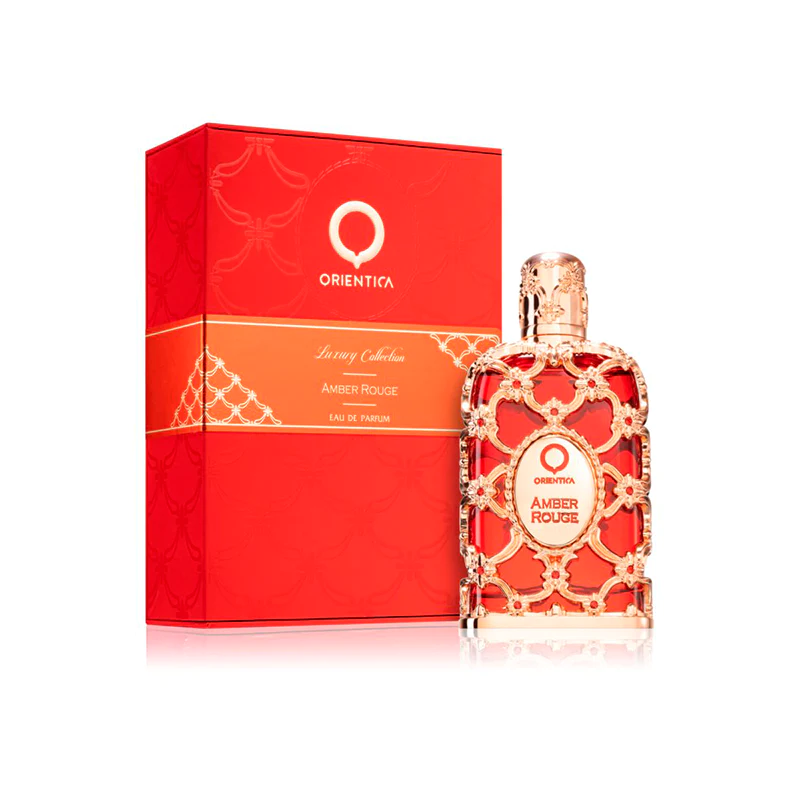 ORIENTICA
Luxury Collection
AMBER ROUGE
EAU DE PARFUM
ORIENTICA
AMBER
ROUGE